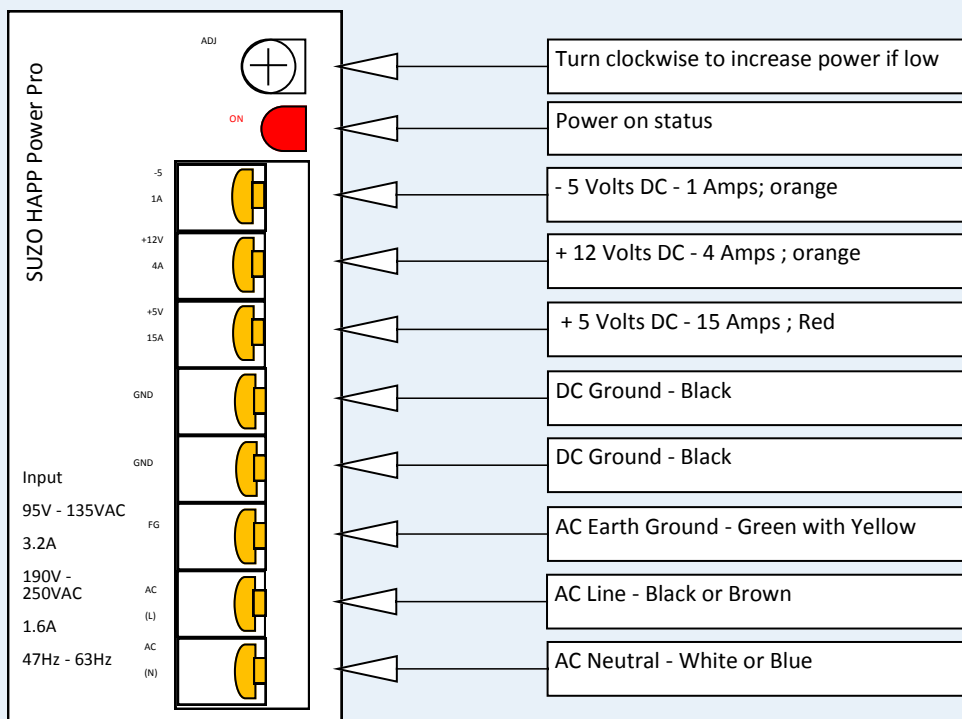 SUZO HAPP Power Pro
ADJ
Turn clockwise to increase power if low
ON
Power on status
-5
1A
- 5 Volts DC - 1 Amps; orange
+12V
4A
+ 12 Volts DC - 4 Amps ; orange
+5V
15A
+ 5 Volts DC - 15 Amps ; Red
GND
DC Ground - Black
GND
DC Ground - Black
Input
95V - 135VAC
3.2A
190V -
250VAC
1.6A
47Hz - 63Hz
FG
AC Earth Ground - Green with Yellow
AC
(L)
AC Line - Black or Brown
AC
(N)
AC Neutral - White or Blue